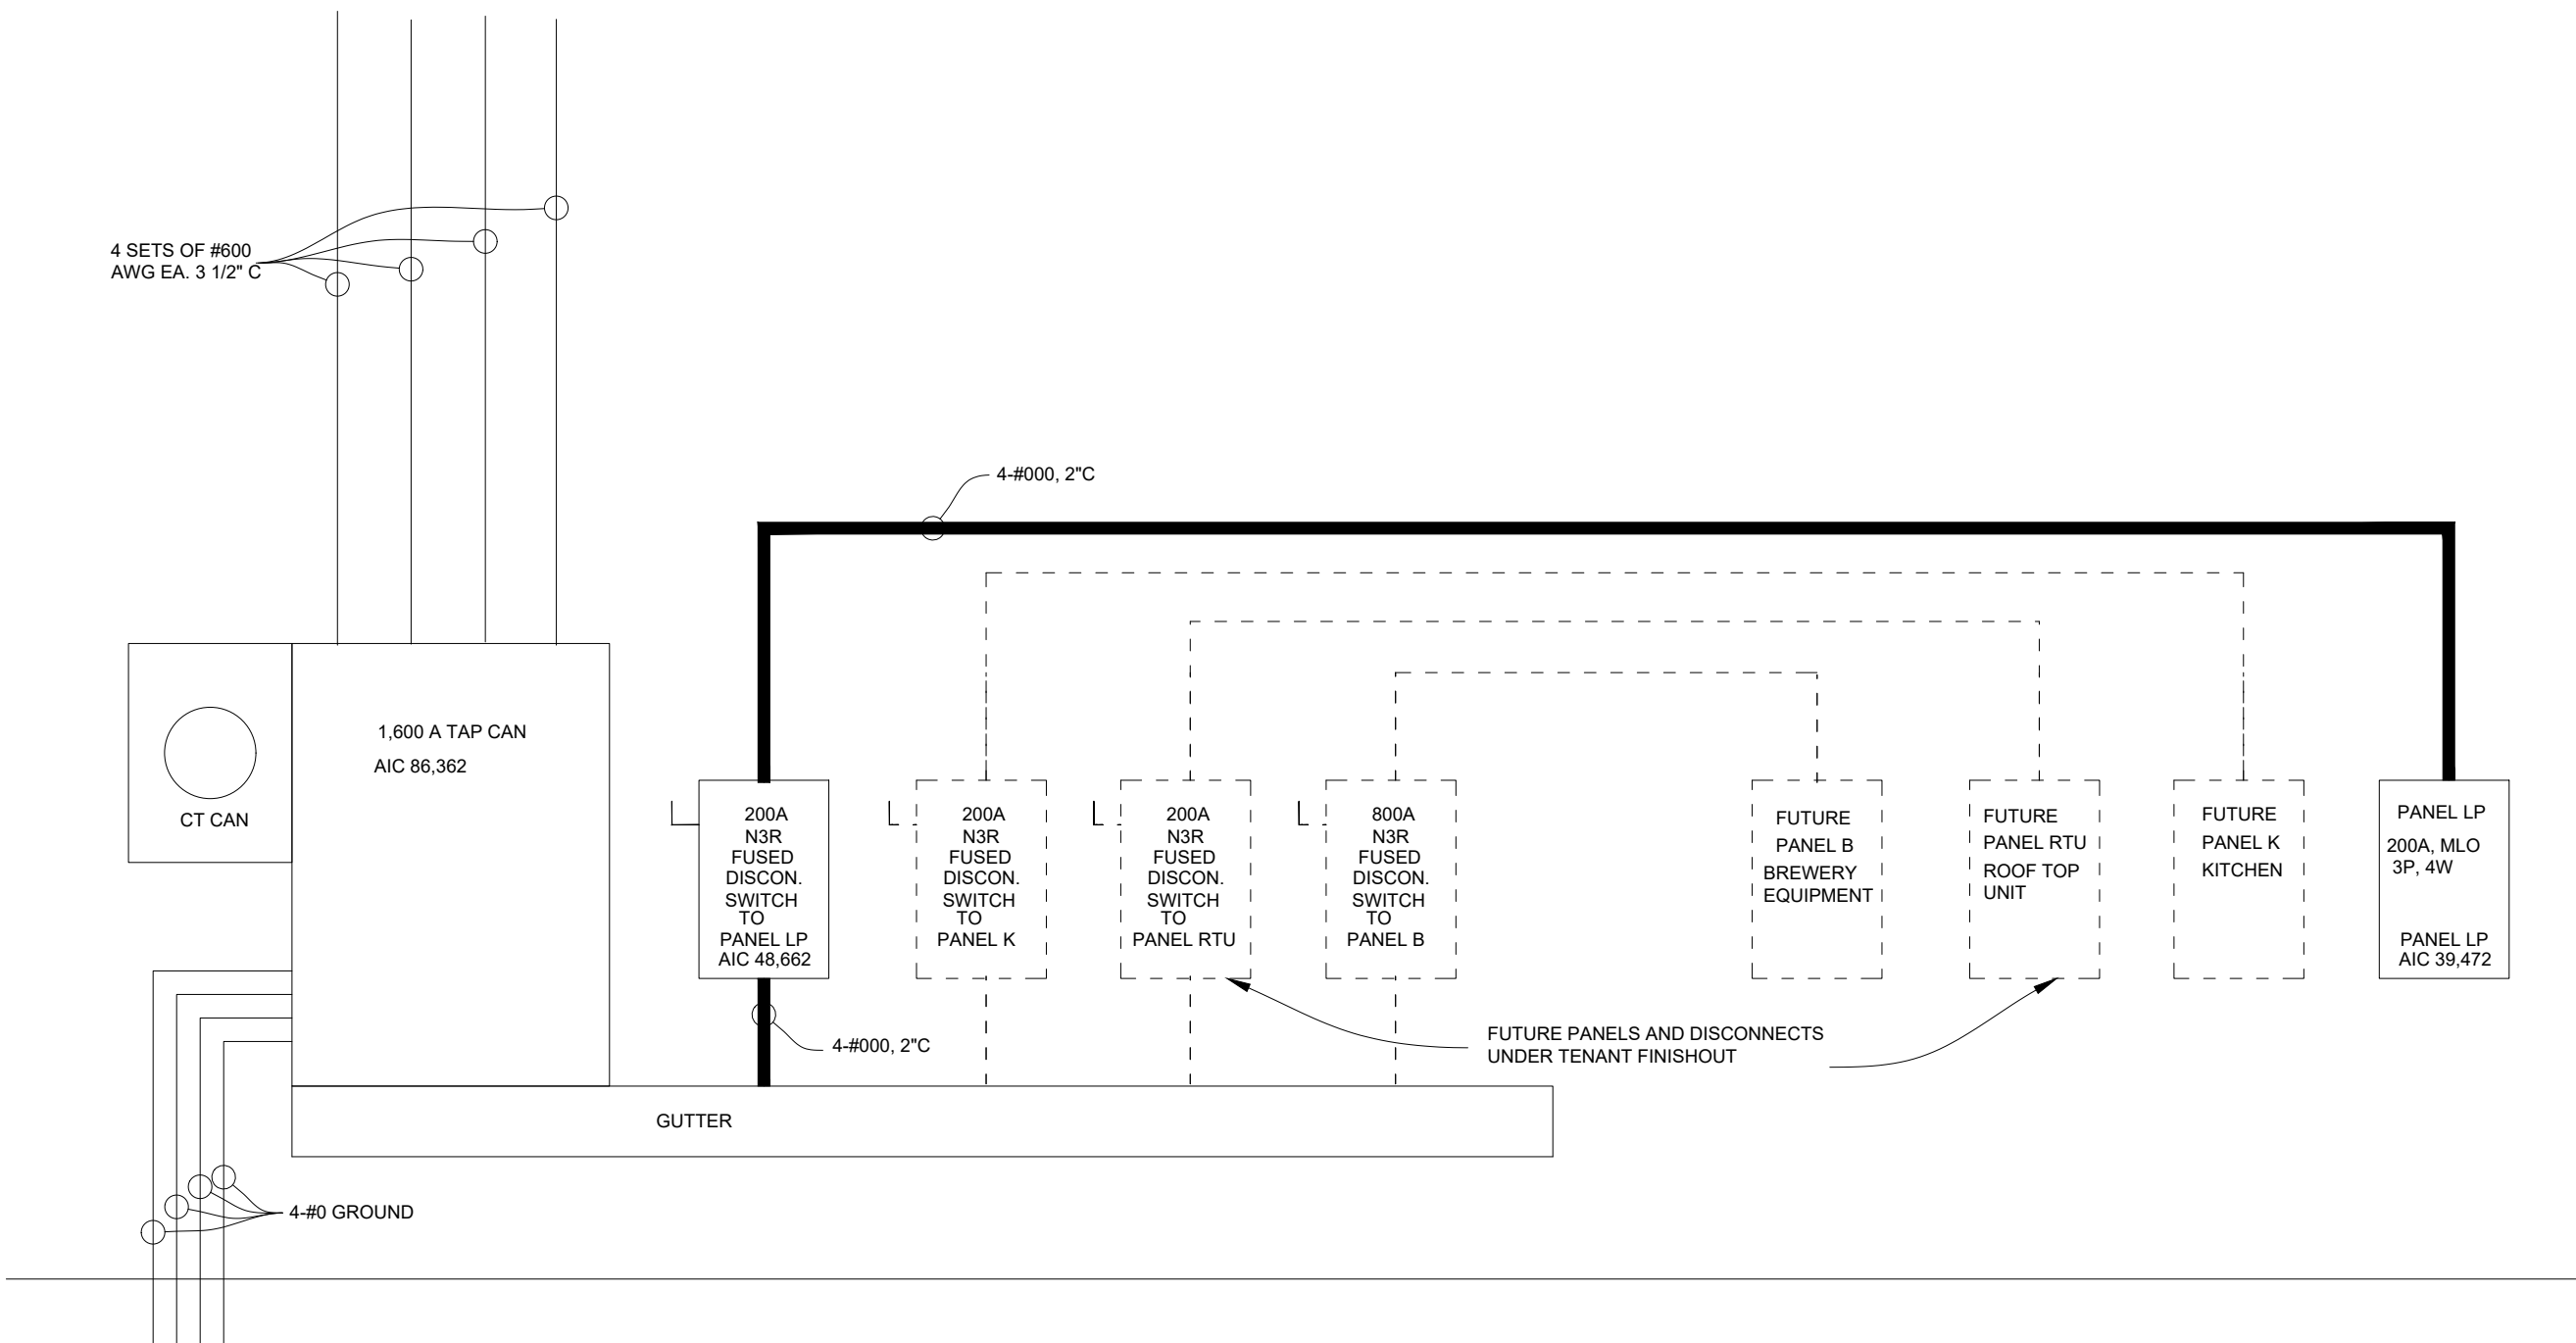 4 SETS OF #600
AWG EA. 3 1/2" C
4-#000, 2"C
1,600 A TAP CAN
AIC 86,362
CT CAN
200A
N3R
FUSED
DISCON.
SWITCH
TO
PANEL LP
AIC 48,662
200A
N3R
FUSED
DISCON.
SWITCH
TO
PANEL K
200A
N3R
FUSED
DISCON.
SWITCH
TO
PANEL RTU
800A
N3R
FUSED
DISCON.
SWITCH
TO
PANEL B
FUTURE
PANEL B
BREWERY
EQUIPMENT
FUTURE
PANEL RTU
ROOF TOP
UNIT
FUTURE
PANEL K
KITCHEN
PANEL LP
200A, MLO
3P, 4W
PANEL LP
AIC 39,472
4-#000, 2"C
FUTURE PANELS AND DISCONNECTS
UNDER TENANT FINISHOUT
GUTTER
4-#0 GROUND